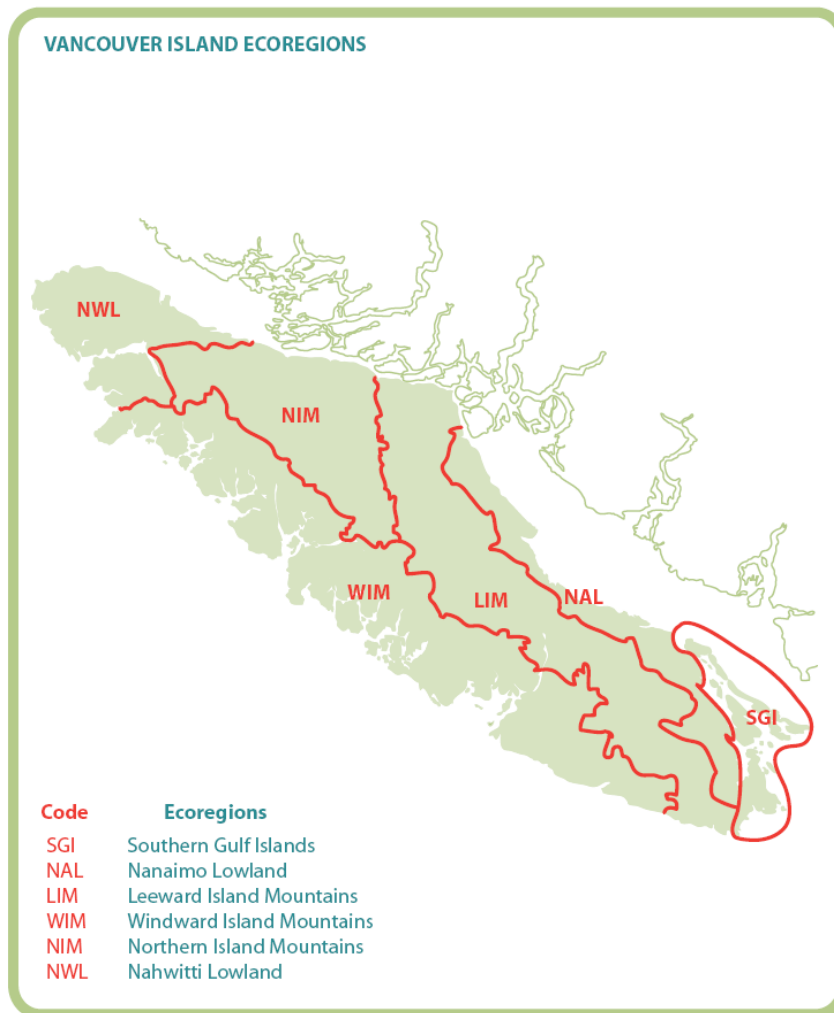 VANCOUVER ISLAND ECOREGIONS
NWL
NIM
WIM
LIM
NAL
SGI
Code Ecoregions
SGI Southern Gulf Islands
NAL Nanaimo Lowland
LIM Leeward Island Mountains
WIM Windward Island Mountains
NIM Northern Island Mountains
NWL Nahwitti Lowland